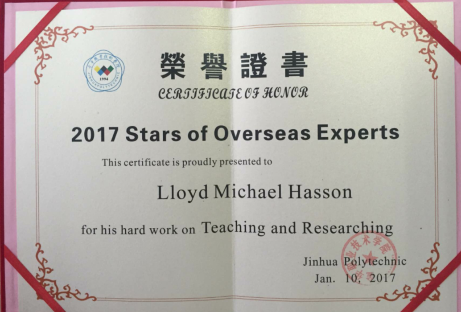 榮譽證書
CERTIFICATE OF HONOR
1994
2017 Stars of Overseas Experts
This certificate is proudly presented to
Lloyd Michael Hasson
for his hard work on Teaching and Researching
Jinhua Polytechnic
Jan. 10, 2017